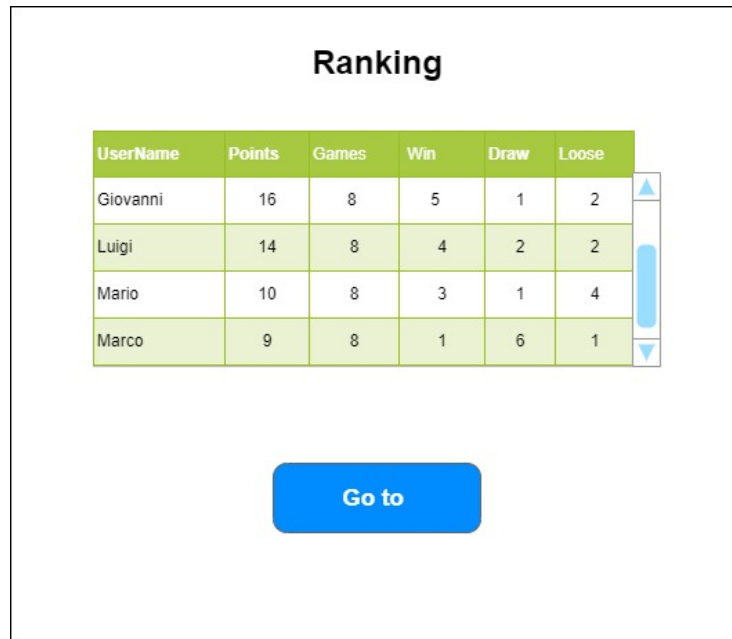 Ranking
UserName Points Games Win Draw Loose
Giovanni 16 8 5 1 2
Luigi 14 8 4 2 2
Mario 10 8 3 1 4
Marco 9 8 1 6 1
Go to